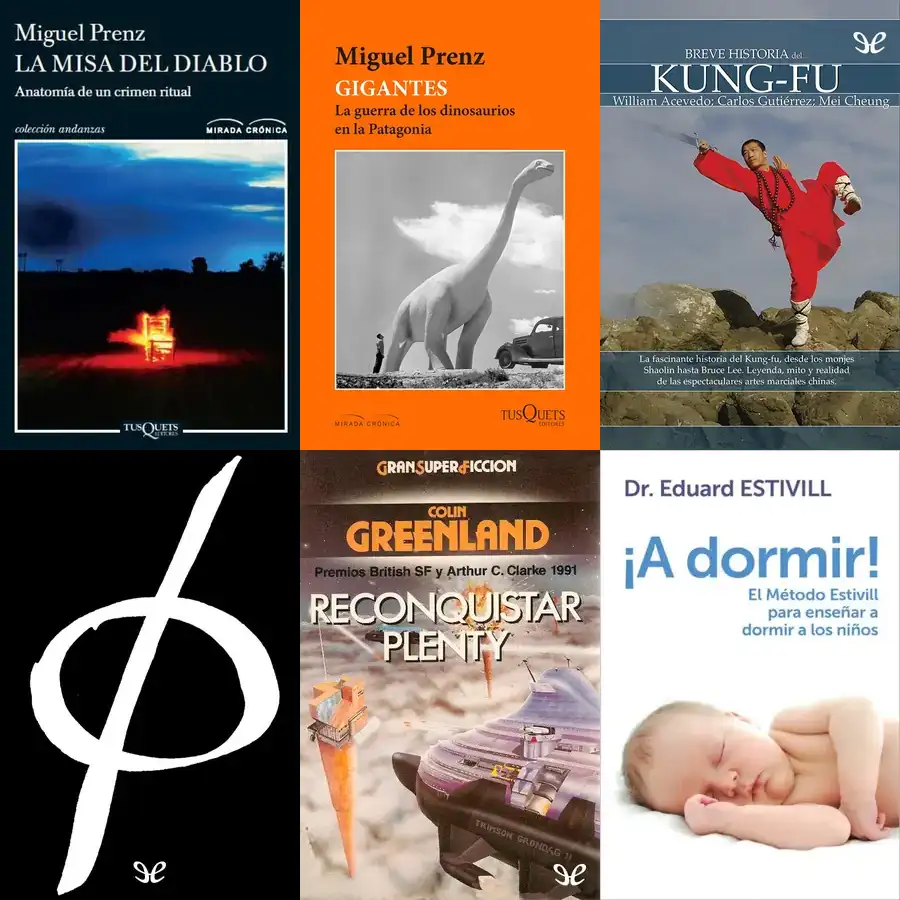 Miguel Prenz
LA MISA DEL DIABLO
Anatomía de un crimen ritual
colección andanzas
MIRADA CRÓNICA
TUSQUETS
EDITORES
Miguel Prenz
GIGANTES
La guerra de los dinosaurios
en la Patagonia
MIRADA CRÓNICA
TUSQUETS
EDITORES
BREVE HISTORIA del
KUNG-FU
William Acevedo; Carlos Gutiérrez; Mei Cheung
La fascinante historia del Kung-fu, desde los monjes
Shaolin hasta Bruce Lee. Leyenda, mito y realidad
de las espectaculares artes marciales chinas.
GRAN SUPER FICCION
COLIN
GREENLAND
Premios British SF y Arthur C. Clarke 1991
RECONQUISTAR
PLENTY
Dr. Eduard ESTIVILL
¡A dormir!
El Método Estivill
para enseñar a
dormir a los niños